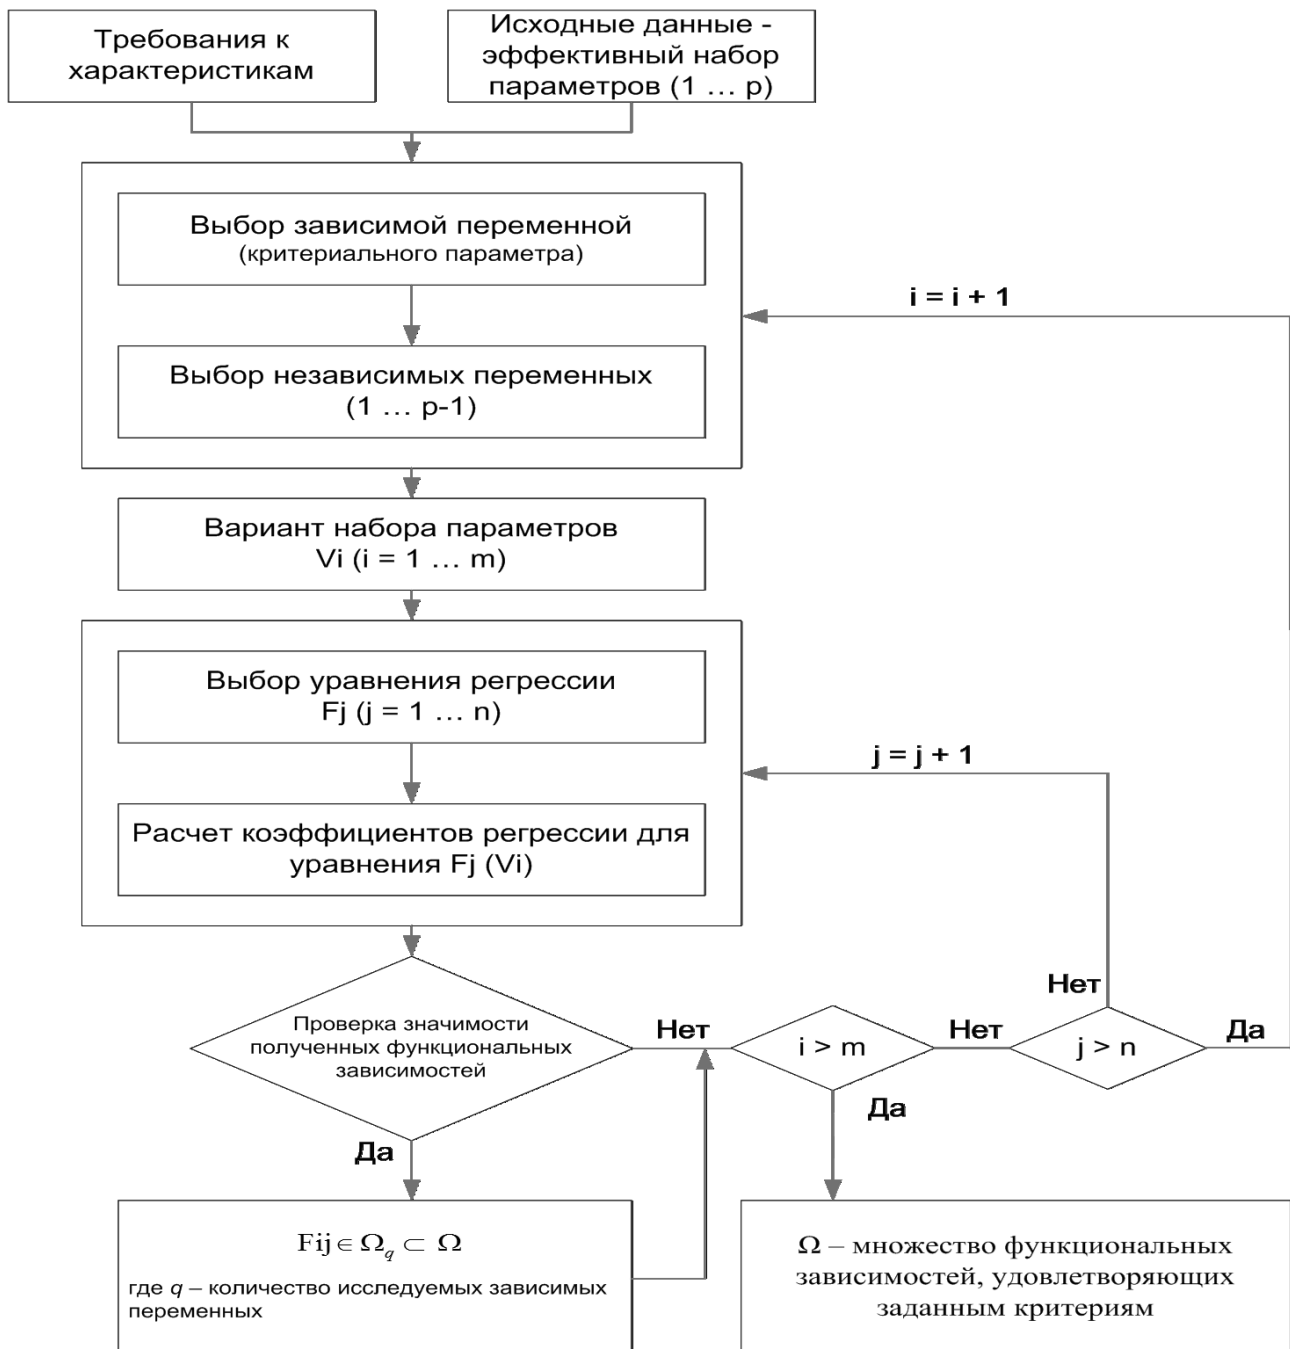 Требования к
характеристикам
Исходные данные -
эффективный набор
параметров (1 ... p)
Выбор зависимой переменной
(критериального параметра)
i = i + 1
Выбор независимых переменных
(1 ... p-1)
Вариант набора параметров
Vi (i = 1 ... m)
Выбор уравнения регрессии
Fj (j = 1 ... n)
j = j + 1
Расчет коэффициентов регрессии для
уравнения Fj (Vi)
Проверка значимости
полученных функциональных
зависимостей
Нет
i > m
Нет
j > n
Нет
Да
Да
Да
Fij ∈ Ω_q ⊂ Ω
где q – количество исследуемых зависимых
переменных
Ω – множество функциональных
зависимостей, удовлетворяющих
заданным критериям